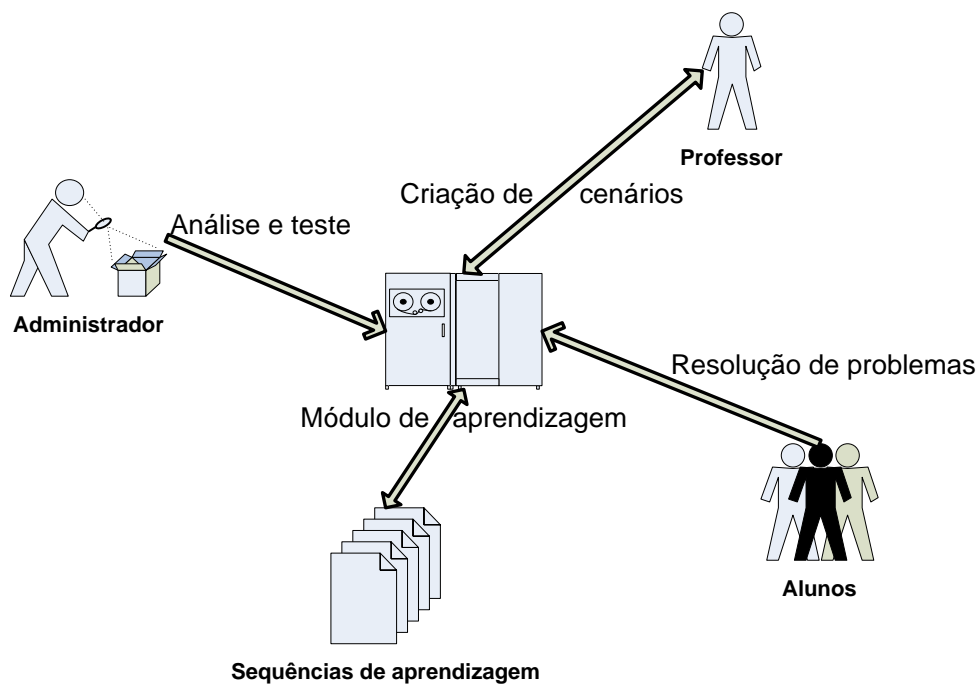 Professor
Criação de cenários
Análise e teste
Administrador
Resolução de problemas
Módulo de aprendizagem
Alunos
Sequências de aprendizagem